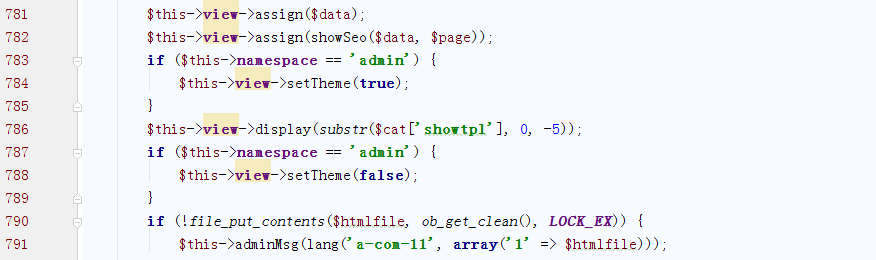 781 $this->view->assign($data);
782 $this->view->assign(showSeo($data, $page));
783 if ($this->namespace == 'admin') {
784 $this->view->setTheme(true);
785 }
786 $this->view->display(substr($cat['showtpl'], 0, -5));
787 if ($this->namespace == 'admin') {
788 $this->view->setTheme(false);
789 }
790 if (!file_put_contents($htmlfile, ob_get_clean(), LOCK_EX)) {
791 $this->adminMsg(lang('a-com-11', array('1' => $htmlfile)));